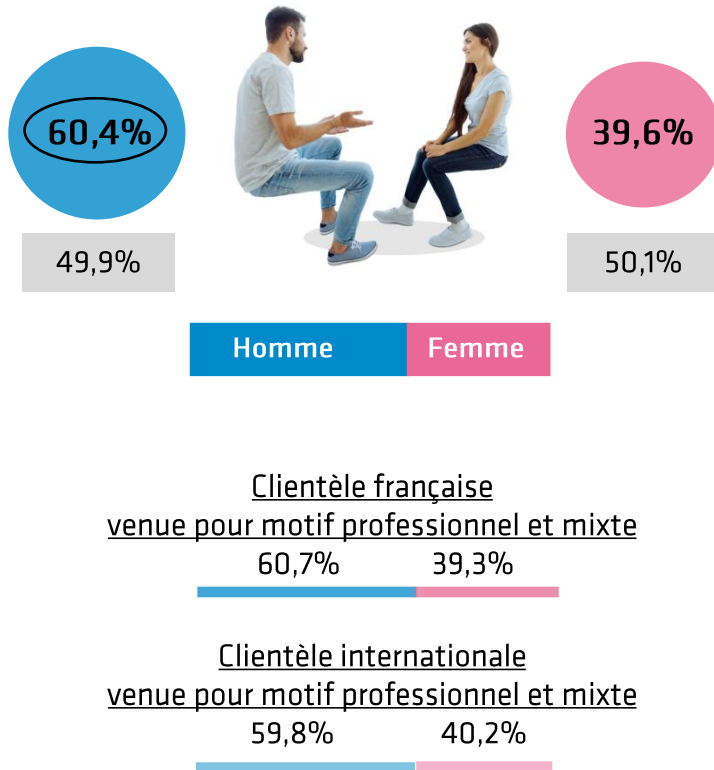 60,4%
39,6%
49,9%
50,1%
Homme
Femme
Clientèle française
venue pour motif professionnel et mixte
60,7% 39,3%
Clientèle internationale
venue pour motif professionnel et mixte
59,8% 40,2%